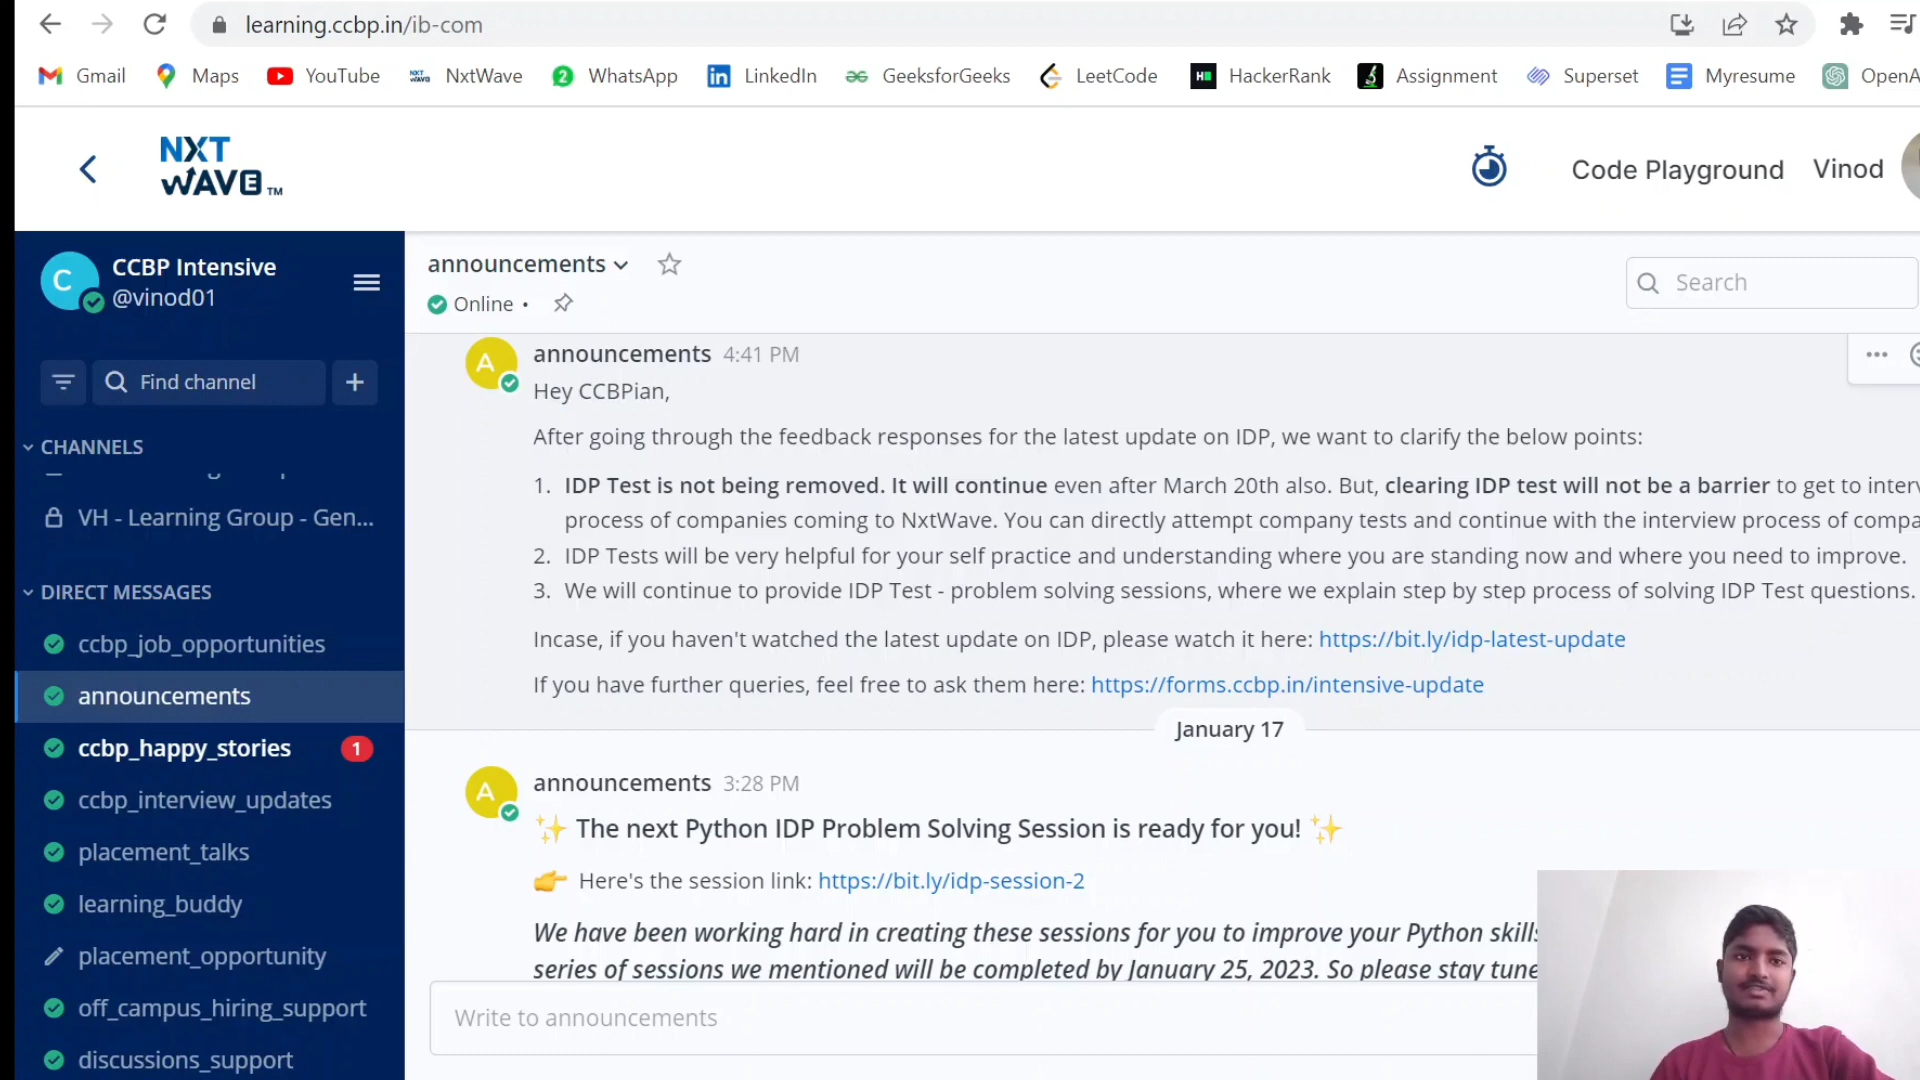 learning.ccbp.in/ib-com
Gmail Maps YouTube NxtWave WhatsApp LinkedIn GeeksforGeeks LeetCode HackerRank Assignment Superset Myresume OpenA
NXT
WAVE TM
Code Playground Vinod
C CCBP Intensive
@vinod01
Find channel
CHANNELS
VH - Learning Group - Gen...
DIRECT MESSAGES
ccbp_job_opportunities
announcements
ccbp_happy_stories 1
ccbp_interview_updates
placement_talks
learning_buddy
placement_opportunity
off_campus_hiring_support
discussions_support
announcements
Online •
Search
A announcements 4:41 PM
Hey CCBPian,
After going through the feedback responses for the latest update on IDP, we want to clarify the below points:
1. IDP Test is not being removed. It will continue even after March 20th also. But, clearing IDP test will not be a barrier to get to interv
process of companies coming to NxtWave. You can directly attempt company tests and continue with the interview process of compa
2. IDP Tests will be very helpful for your self practice and understanding where you are standing now and where you need to improve.
3. We will continue to provide IDP Test - problem solving sessions, where we explain step by step process of solving IDP Test questions.
Incase, if you haven't watched the latest update on IDP, please watch it here: https://bit.ly/idp-latest-update
If you have further queries, feel free to ask them here: https://forms.ccbp.in/intensive-update
January 17
A announcements 3:28 PM
✨ The next Python IDP Problem Solving Session is ready for you! ✨
👉 Here's the session link: https://bit.ly/idp-session-2
We have been working hard in creating these sessions for you to improve your Python skills
series of sessions we mentioned will be completed by January 25, 2023. So please stay tune
Write to announcements